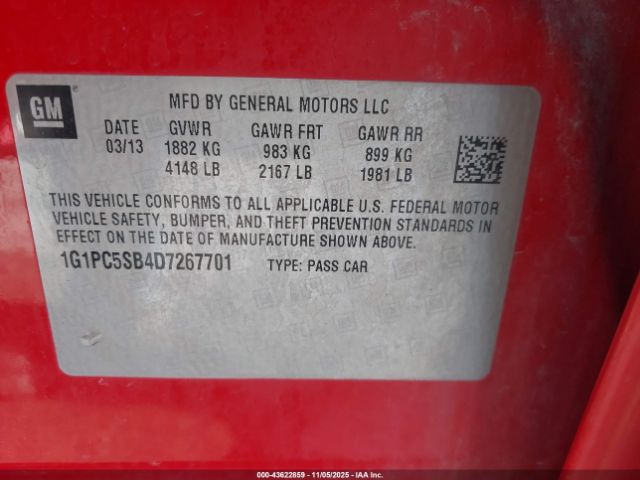 GM
MFD BY GENERAL MOTORS LLC
DATE GVWR GAWR FRT GAWR RR
03/13 1882 KG 983 KG 899 KG
4148 LB 2167 LB 1981 LB
THIS VEHICLE CONFORMS TO ALL APPLICABLE U.S. FEDERAL MOTOR
VEHICLE SAFETY, BUMPER, AND THEFT PREVENTION STANDARDS IN
EFFECT ON THE DATE OF MANUFACTURE SHOWN ABOVE.
1G1PC5SB4D7267701 TYPE: PASS CAR
000-43622859 - 11/05/2025 - IAA Inc.